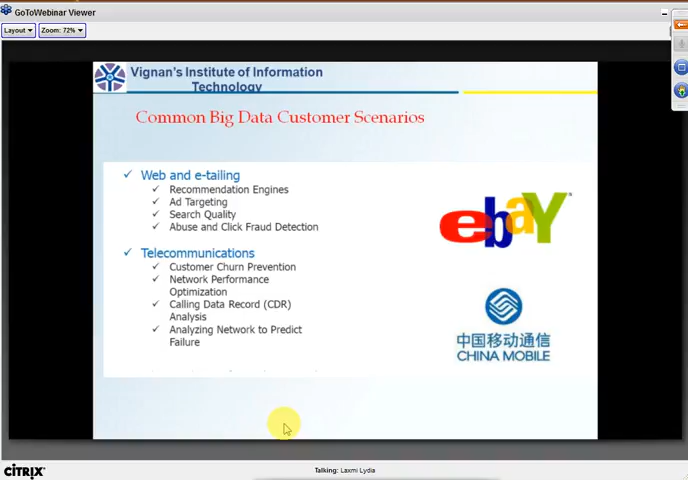 GoToWebinar Viewer
Layout
Zoom: 72%
Vignan's Institute of Information
Technology
Common Big Data Customer Scenarios
Web and e-tailing
Recommendation Engines
Ad Targeting
Search Quality
Abuse and Click Fraud Detection
Telecommunications
Customer Churn Prevention
Network Performance
Optimization
Calling Data Record (CDR)
Analysis
Analyzing Network to Predict
Failure
ebay
中国移动通信
CHINA MOBILE
CITRIX
Talking: Laxmi Lydia